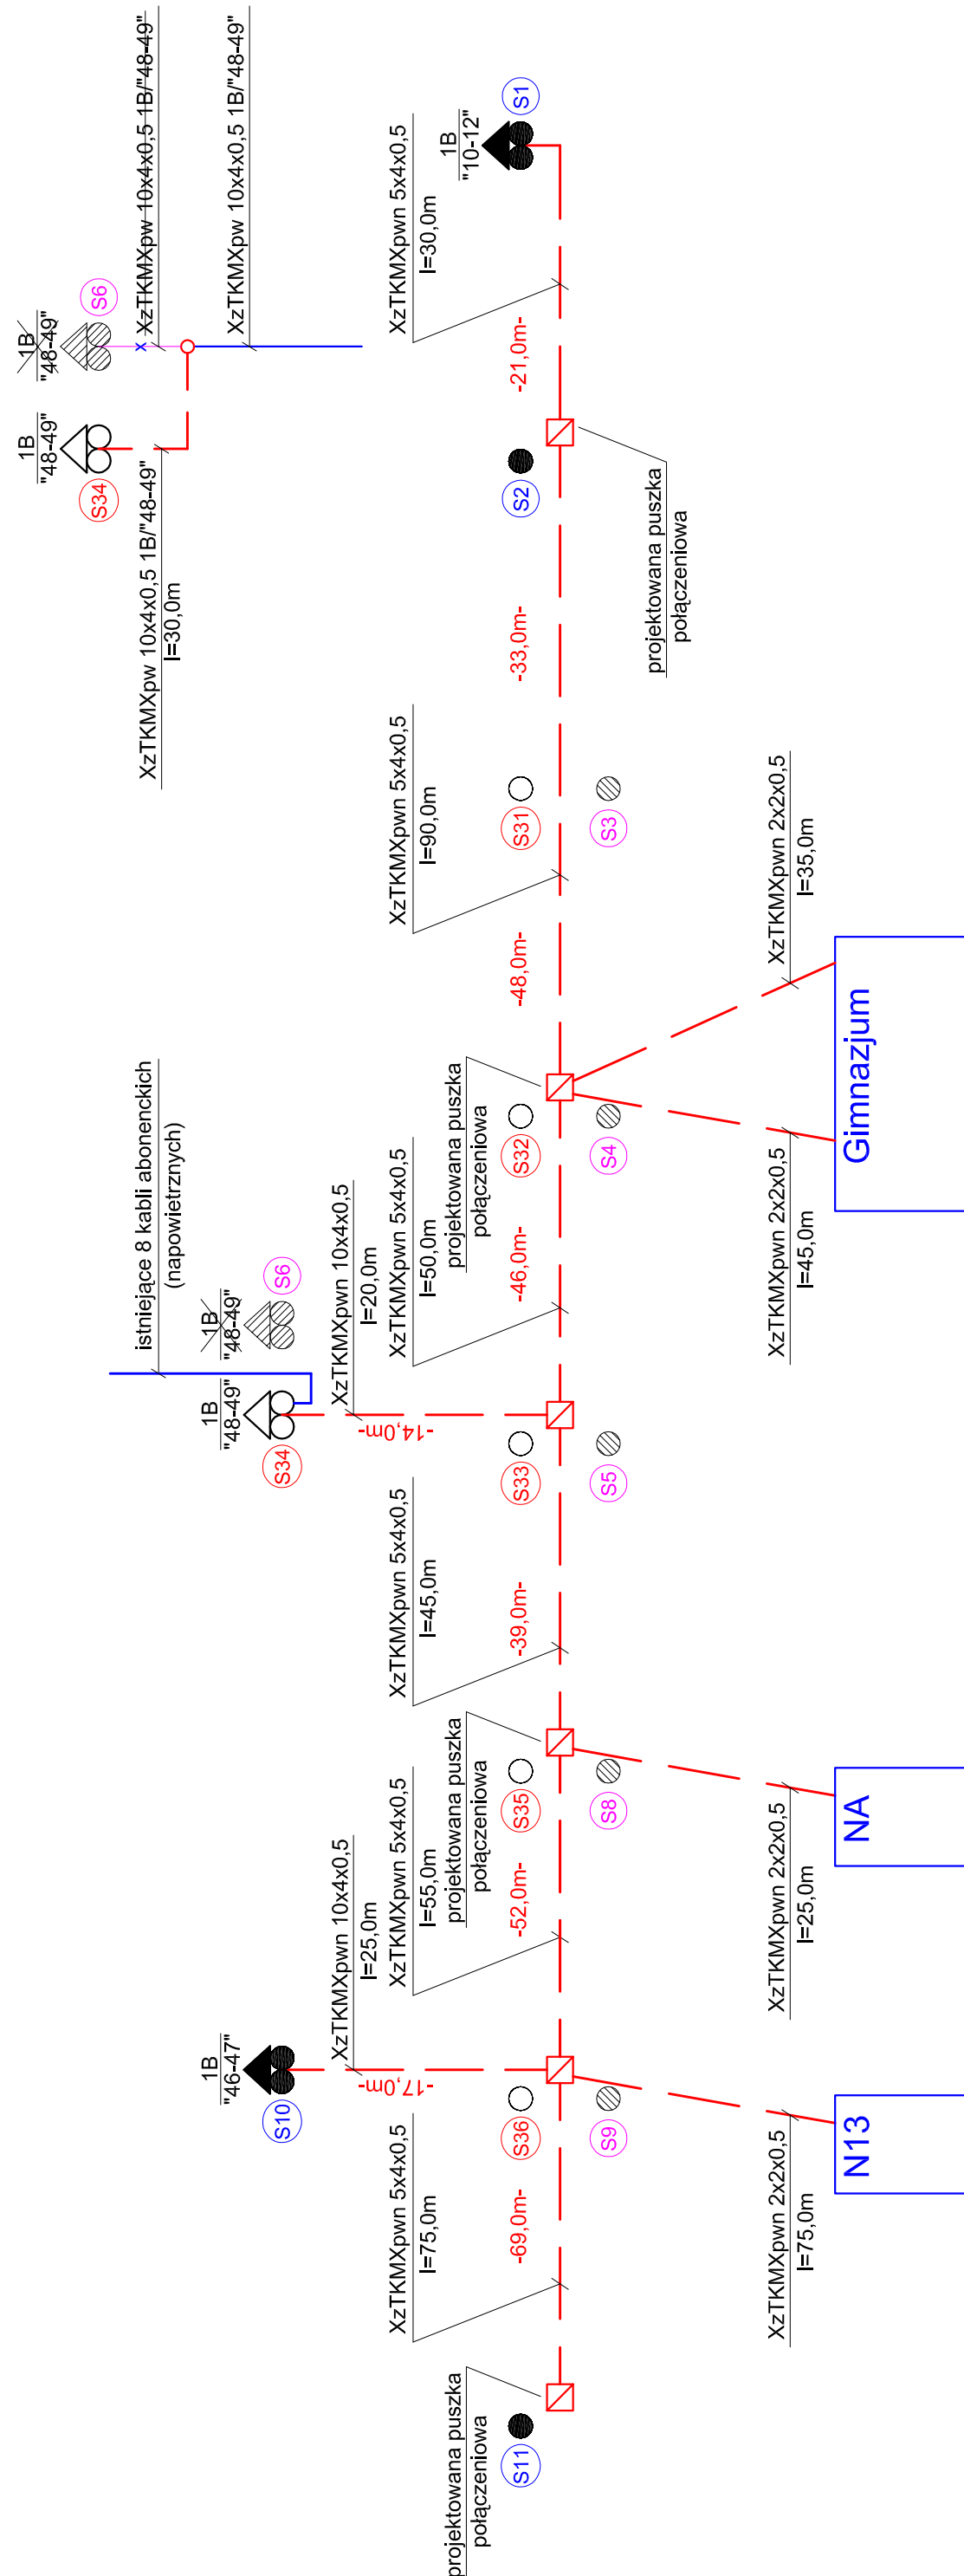 1B
"48-49"
S34
1B
"48-49"
S6
XzTKMXpw 10x4x0,5 1B/"48-49"
XzTKMXpw 10x4x0,5 1B/"48-49"
XzTKMXpw 10x4x0,5 1B/"48-49"
l=30,0m
istniejące 8 kabli abonenckich
(napowietrznych)
1B
"46-47"
S10
1B
"48-49"
S34
1B
"48-49"
S6
XzTKMXpwn 10x4x0,5
l=25,0m
-17,0m-
XzTKMXpwn 10x4x0,5
l=20,0m
-14,0m-
XzTKMXpwn 5x4x0,5
l=75,0m
XzTKMXpwn 5x4x0,5
l=55,0m
XzTKMXpwn 5x4x0,5
l=45,0m
XzTKMXpwn 5x4x0,5
l=50,0m
XzTKMXpwn 5x4x0,5
l=90,0m
XzTKMXpwn 5x4x0,5
l=30,0m
1B
"10-12"
S1
projektowana puszka
połączeniowa
projektowana puszka
połączeniowa
projektowana puszka
połączeniowa
S11
-69,0m-
S36
-52,0m-
S35
-39,0m-
S33
-46,0m-
S32
-48,0m-
S31
-33,0m-
S2
-21,0m-
S9
S8
S5
S4
S3
projektowana puszka
połączeniowa
XzTKMXpwn 2x2x0,5
l=75,0m
XzTKMXpwn 2x2x0,5
l=25,0m
XzTKMXpwn 2x2x0,5
l=45,0m
XzTKMXpwn 2x2x0,5
l=35,0m
N13
NA
Gimnazjum